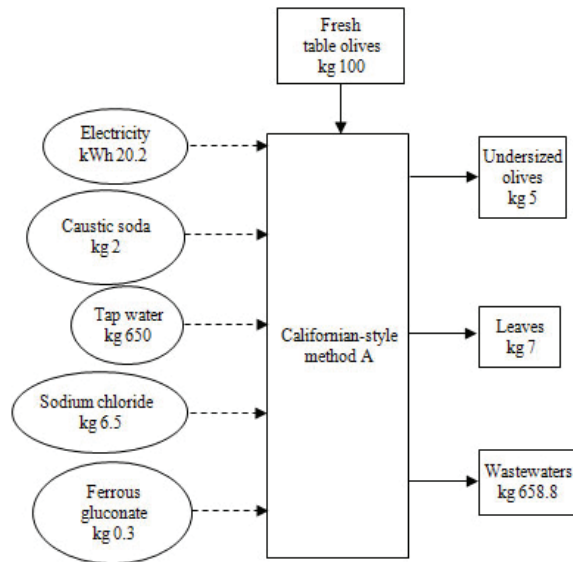 Fresh
table olives
kg 100
Electricity
kWh 20.2
Caustic soda
kg 2
Tap water
kg 650
Sodium chloride
kg 6.5
Ferrous
gluconate
kg 0.3
Californian-style
method A
Undersized
olives
kg 5
Leaves
kg 7
Wastewaters
kg 658.8